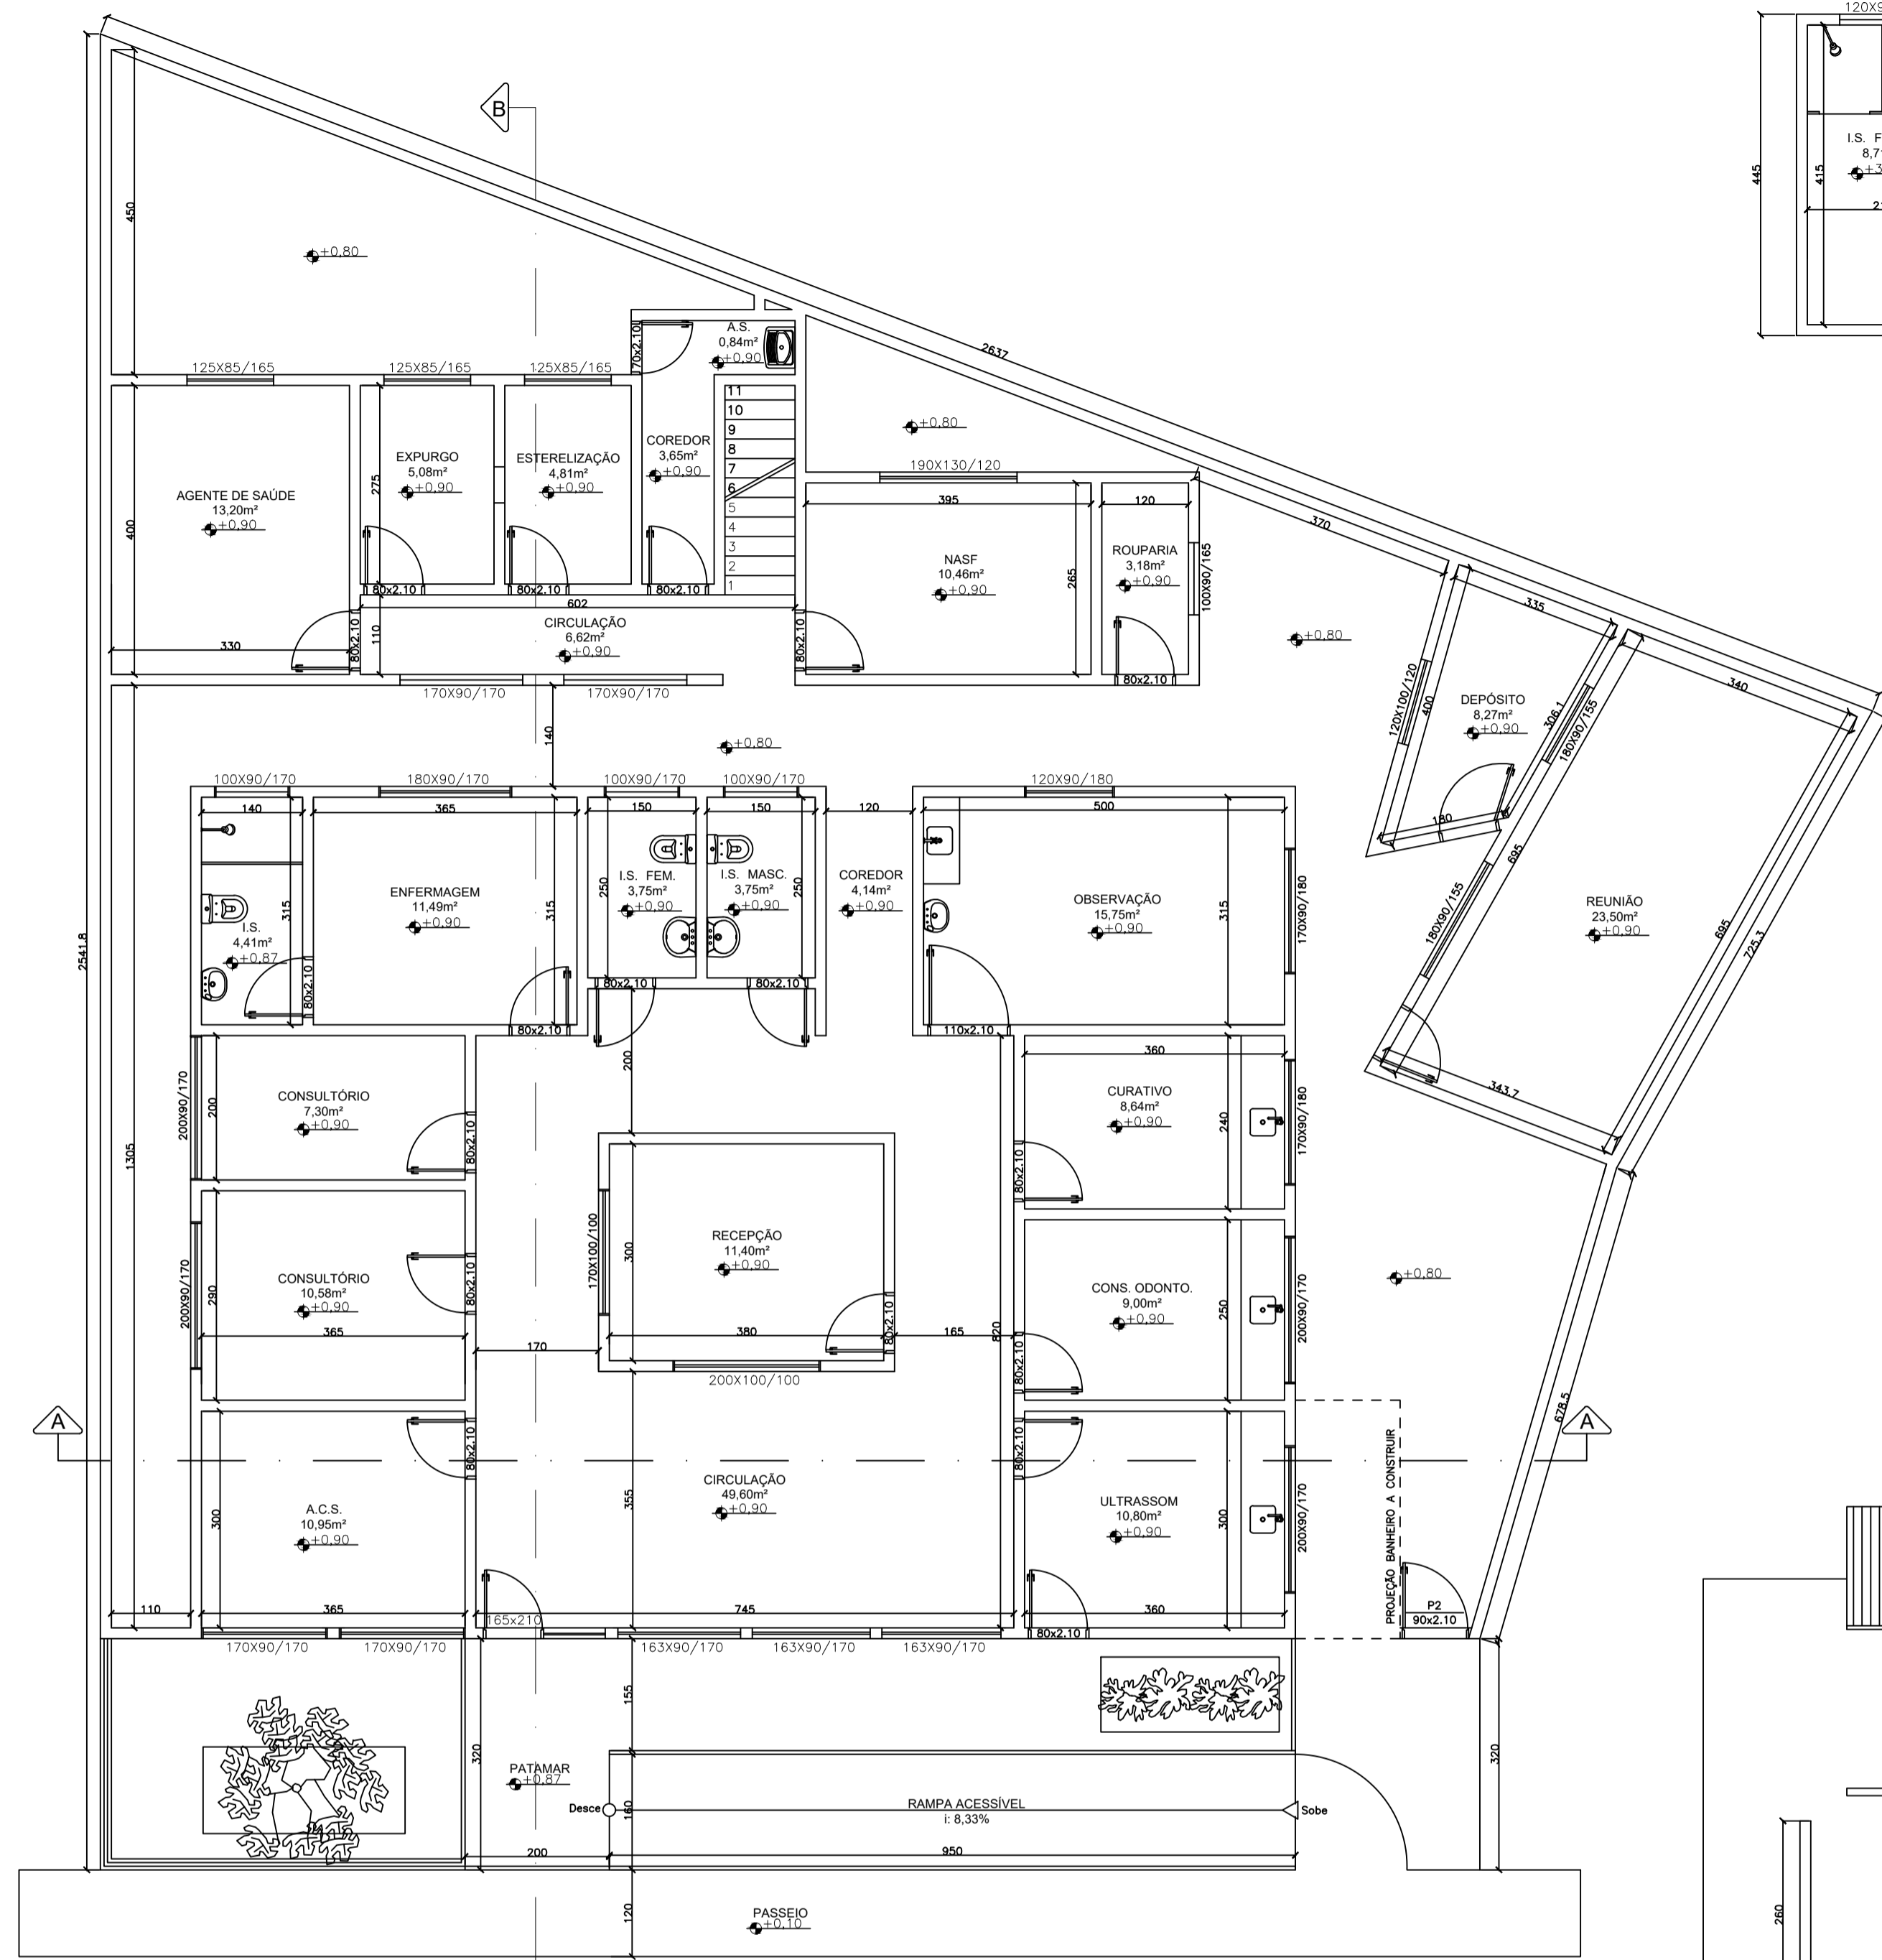 120X9
445
415
I.S. F
8,71
+3
21
B
450
+0,80
2637
A.S.
0,84m²
+0,90
70x2.10
125X85/165
125X85/165
125X85/165
11
10
9
8
7
6
5
4
3
2
1
COREDOR
3,65m²
+0,90
EXPURGO
5,08m²
+0,90
275
ESTERELIZAÇÃO
4,81m²
+0,90
AGENTE DE SAÚDE
13,20m²
+0,90
400
330
80x2.10
80x2.10
80x2.10
80x2.10
602
110
CIRCULAÇÃO
6,62m²
+0,90
80x2.10
+0,80
190X130/120
395
120
NASF
10,46m²
+0,90
265
ROUPARIA
3,18m²
+0,90
100X90/165
80x2.10
370
335
340
+0,80
170X90/170
170X90/170
140
+0,80
120X100/120
400
DEPÓSITO
8,27m²
+0,90
306.1
180X90/155
180
695
180X90/155
REUNIÃO
23,50m²
+0,90
695
725.3
343.7
100X90/170
180X90/170
100X90/170
100X90/170
120X90/180
140
365
150
150
120
500
I.S.
4,41m²
+0,87
315
80x2.10
ENFERMAGEM
11,49m²
+0,90
315
80x2.10
250
I.S. FEM.
3,75m²
+0,90
80x2.10
I.S. MASC.
3,75m²
+0,90
250
80x2.10
COREDOR
4,14m²
+0,90
OBSERVAÇÃO
15,75m²
+0,90
315
170X90/180
110x2.10
2541.8
1305
200X90/170
200
CONSULTÓRIO
7,30m²
+0,90
80x2.10
200
360
CURATIVO
8,64m²
+0,90
240
170X90/180
80x2.10
200X90/170
290
CONSULTÓRIO
10,58m²
+0,90
365
80x2.10
170X100/100
300
RECEPÇÃO
11,40m²
+0,90
380
80x2.10
170
165
820
200X100/100
CONS. ODONTO.
9,00m²
+0,90
250
200X90/170
80x2.10
+0,80
678.5
A
A
300
A.C.S.
10,95m²
+0,90
80x2.10
355
CIRCULAÇÃO
49,60m²
+0,90
80x2.10
ULTRASSOM
10,80m²
+0,90
300
200X90/170
PROJEÇÃO BANHEIRO A CONSTRUIR
P2
90x2.10
110
365
165x210
745
360
80x2.10
170X90/170
170X90/170
163X90/170
163X90/170
163X90/170
155
320
320
PATAMAR
+0,87
Desce
160
RAMPA ACESSÍVEL
i: 8,33%
Sobe
200
950
120
PASSEIO
+0,10
260